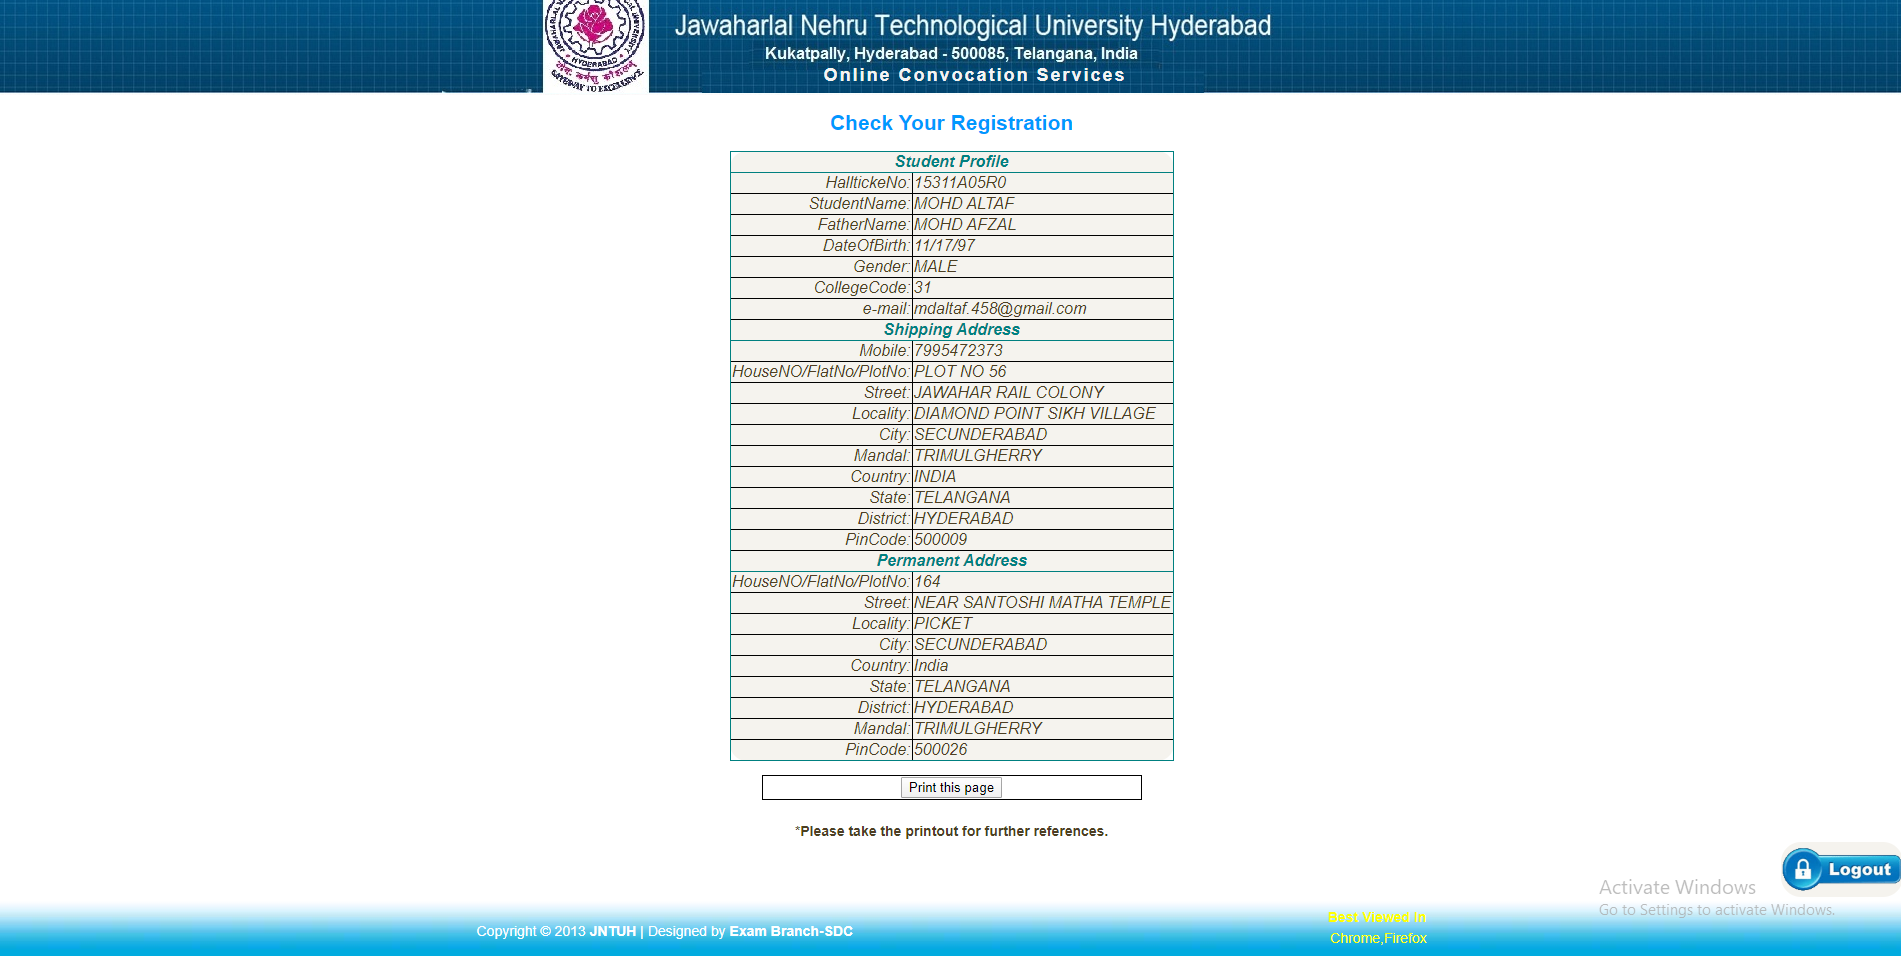 Jawaharlal Nehru Technological University Hyderabad
Kukatpally, Hyderabad - 500085, Telangana, India
Online Convocation Services
HYDERABAD
GATEWAY TO EXCELLENCE
Check Your Registration
Student Profile
HallticketNo: 15311A05R0
StudentName: MOHD ALTAF
FatherName: MOHD AFZAL
DateOfBirth: 11/17/97
Gender: MALE
CollegeCode: 31
e-mail: mdaltaf.458@gmail.com
Shipping Address
Mobile: 7995472373
HouseNO/FlatNo/PlotNo: PLOT NO 56
Street: JAWAHAR RAIL COLONY
Locality: DIAMOND POINT SIKH VILLAGE
City: SECUNDERABAD
Mandal: TRIMULGHERRY
Country: INDIA
State: TELANGANA
District: HYDERABAD
PinCode: 500009
Permanent Address
HouseNO/FlatNo/PlotNo: 164
Street: NEAR SANTOSHI MATHA TEMPLE
Locality: PICKET
City: SECUNDERABAD
Country: India
State: TELANGANA
District: HYDERABAD
Mandal: TRIMULGHERRY
PinCode: 500026
Print this page
*Please take the printout for further references.
Logout
Activate Windows
Go to Settings to activate Windows.
Copyright © 2013 JNTUH | Designed by Exam Branch-SDC
Best Viewed In
Chrome,Firefox